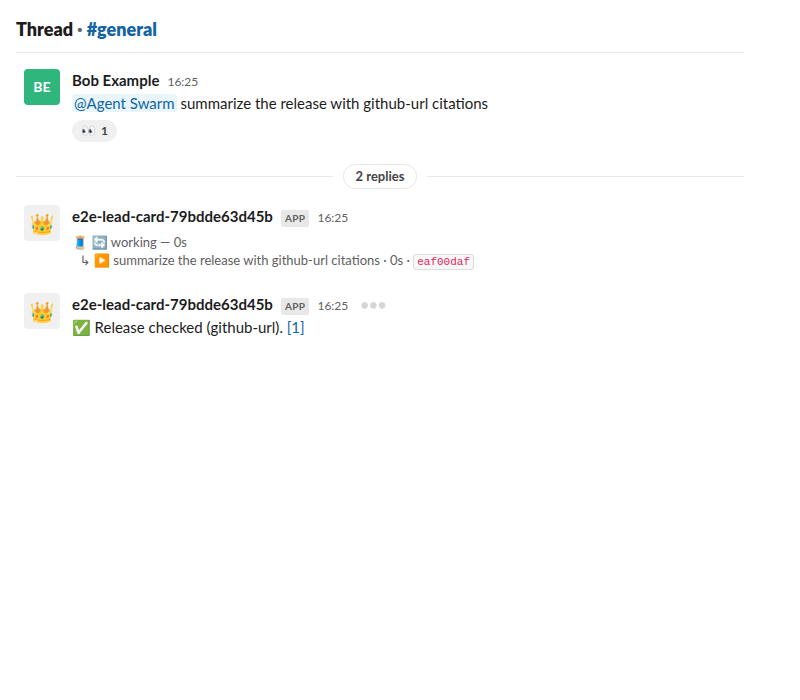 Thread • #general
BE
Bob Example 16:25
@Agent Swarm summarize the release with github-url citations
👀 1
2 replies
e2e-lead-card-79bdde63d45b APP 16:25
🧵 🔄 working — 0s
↳ ▶️ summarize the release with github-url citations · 0s · eaf00daf
e2e-lead-card-79bdde63d45b APP 16:25
✅ Release checked (github-url). [1]